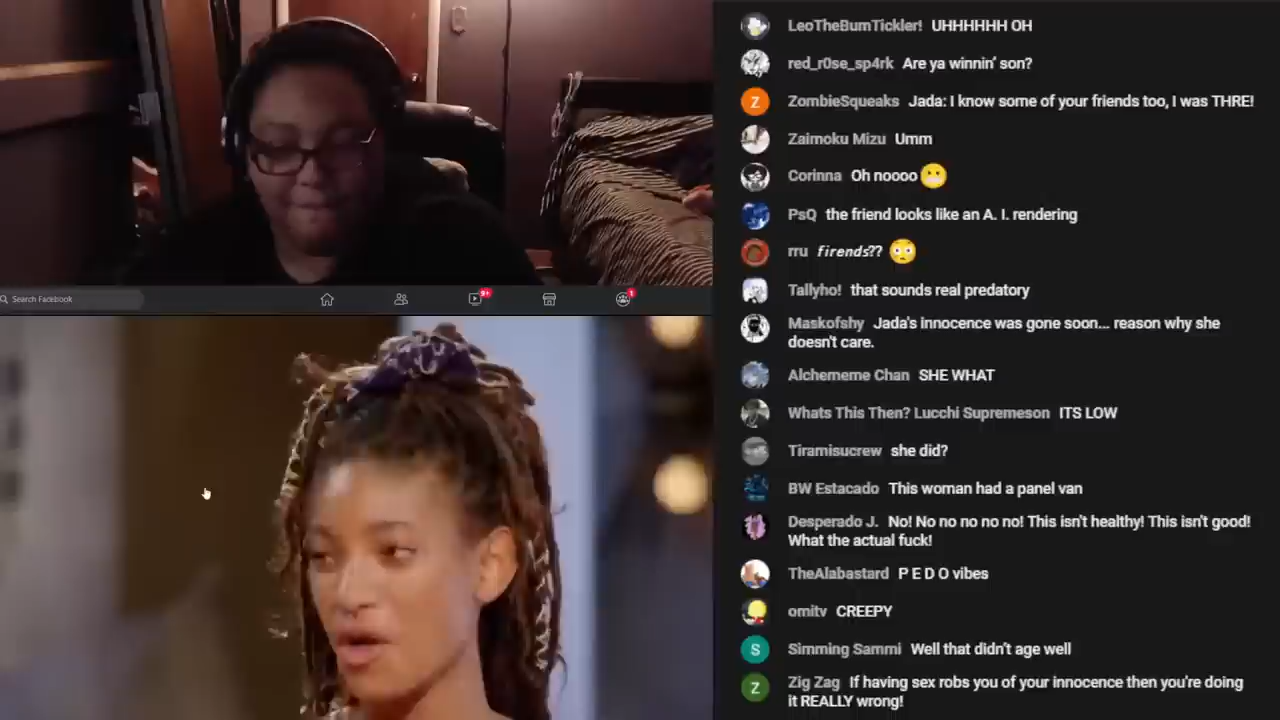 LeoTheBumTickler! UHHHHHH OH
red_r0se_sp4rk Are ya winnin' son?
ZombieSqueaks Jada: I know some of your friends too, I was THRE!
Zaimoku Mizu Umm
Corinna Oh noooo😬
PsQ the friend looks like an A. I. rendering
rru firends?? 😳
Tallyho! that sounds real predatory
Maskofshy Jada's innocence was gone soon... reason why she
doesn't care.
Alchememe Chan SHE WHAT
Whats This Then? Lucchi Supremeson ITS LOW
Tiramisucrew she did?
BW Estacado This woman had a panel van
Desperado J. No! No no no no no! This isn't healthy! This isn't good!
What the actual fuck!
TheAlabastard P E D O vibes
omitv CREEPY
Simming Sammi Well that didn't age well
Zig Zag If having sex robs you of your innocence then you're doing
it REALLY wrong!
Search Facebook
9+
1
Z
S
Z